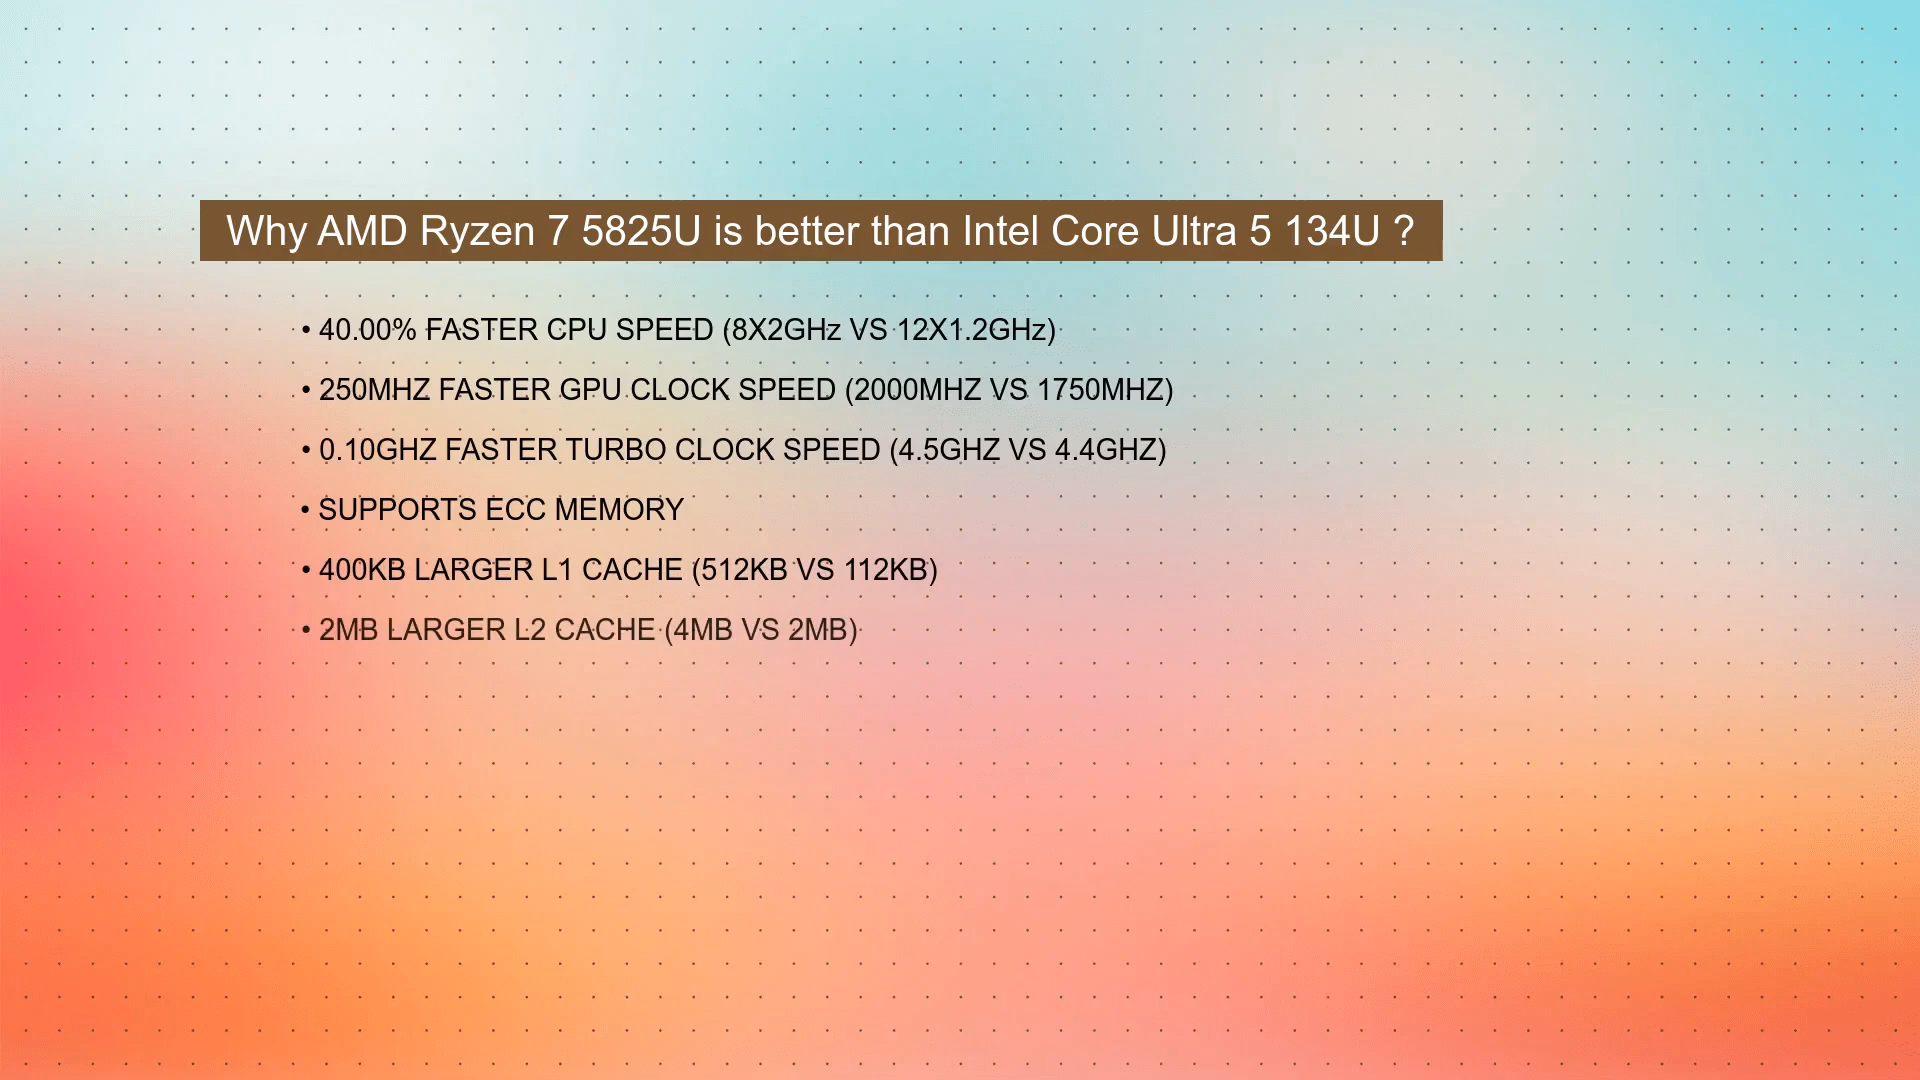 Why AMD Ryzen 7 5825U is better than Intel Core Ultra 5 134U ?
• 40.00% FASTER CPU SPEED (8X2GHz VS 12X1.2GHz)
• 250MHZ FASTER GPU CLOCK SPEED (2000MHZ VS 1750MHZ)
• 0.10GHZ FASTER TURBO CLOCK SPEED (4.5GHZ VS 4.4GHZ)
• SUPPORTS ECC MEMORY
• 400KB LARGER L1 CACHE (512KB VS 112KB)
• 2MB LARGER L2 CACHE (4MB VS 2MB)